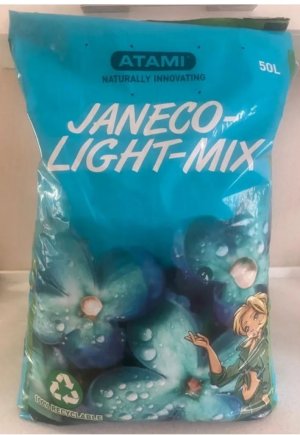 ATAMI
NATURALLY INNOVATING
50L
JANECO-
LIGHT-MIX
100% RECYCLABLE